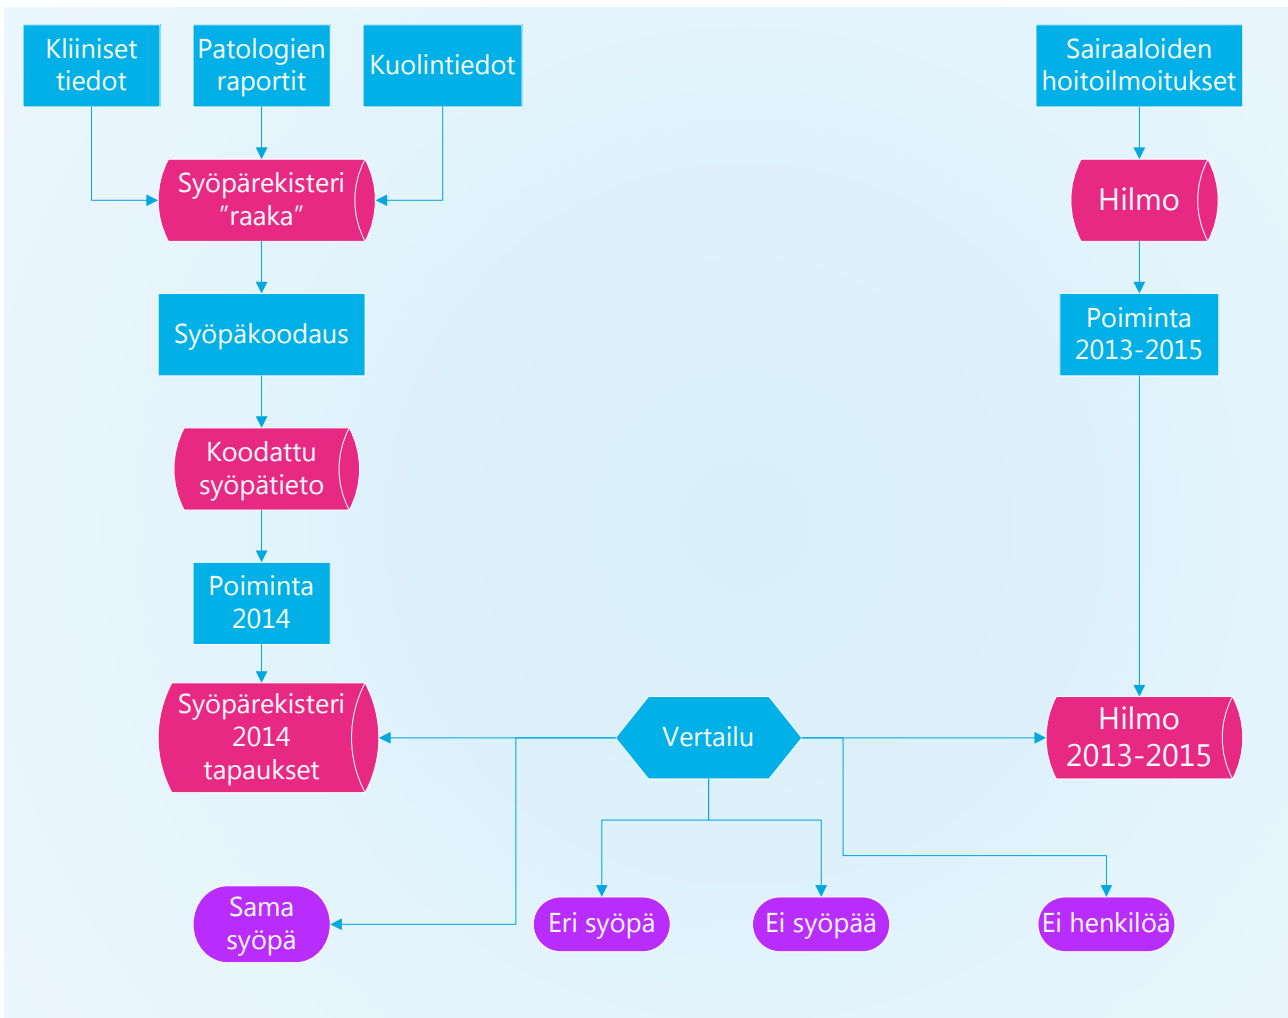 Kliiniset
tiedot
Patologien
raportit
Kuolintiedot
Sairaaloiden
hoitoilmoitukset
Syöpärekisteri
"raaka"
Hilmo
Syöpäkoodaus
Poiminta
2013-2015
Koodattu
syöpätieto
Poiminta
2014
Syöpärekisteri
2014
tapaukset
Vertailu
Hilmo
2013-2015
Sama
syöpä
Eri syöpä
Ei syöpää
Ei henkilöä